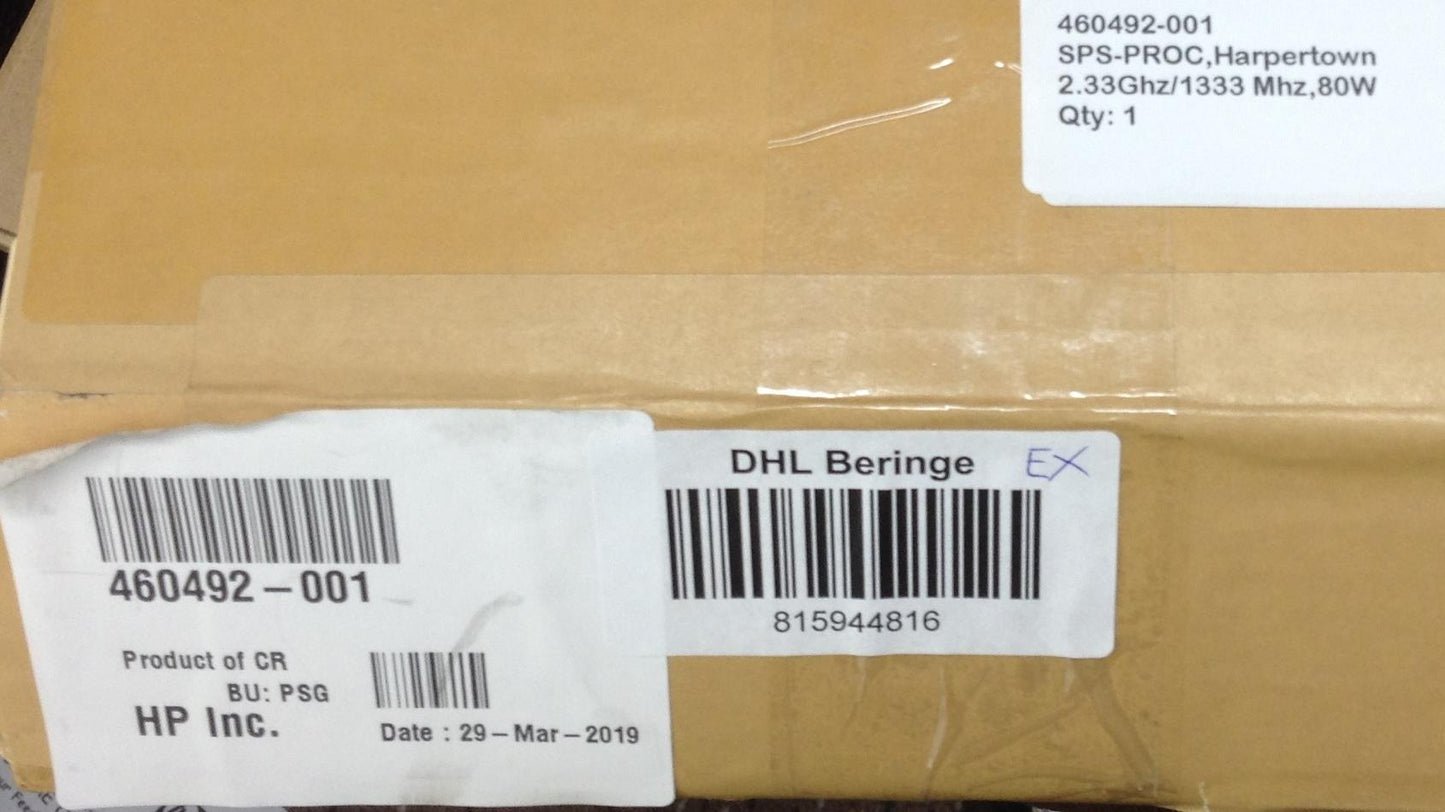 460492-001
SPS-PROC,Harpertown
2.33Ghz/1333 Mhz,80W
Qty: 1
DHL Beringe EX
815944816
460492-001
Product of CR
BU: PSG
HP Inc.
Date : 29-Mar-2019